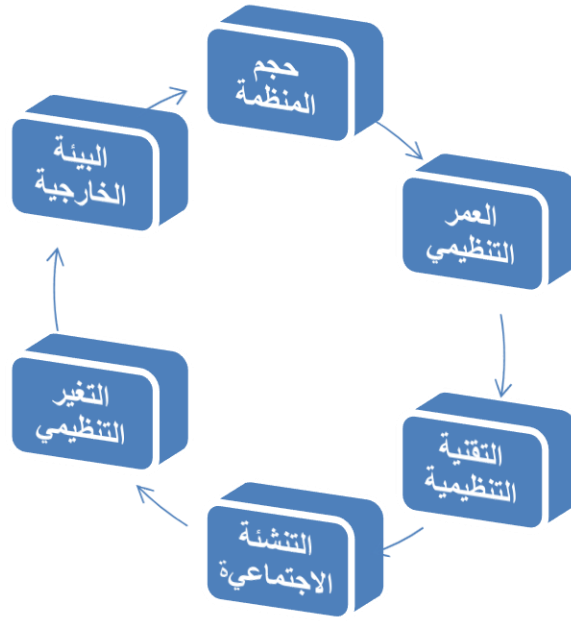 حجم
المنظمة
العمر
التنظيمي
التقنية
التنظيمية
التنشئة
الاجتماعية
التغير
التنظيمي
البيئة
الخارجية